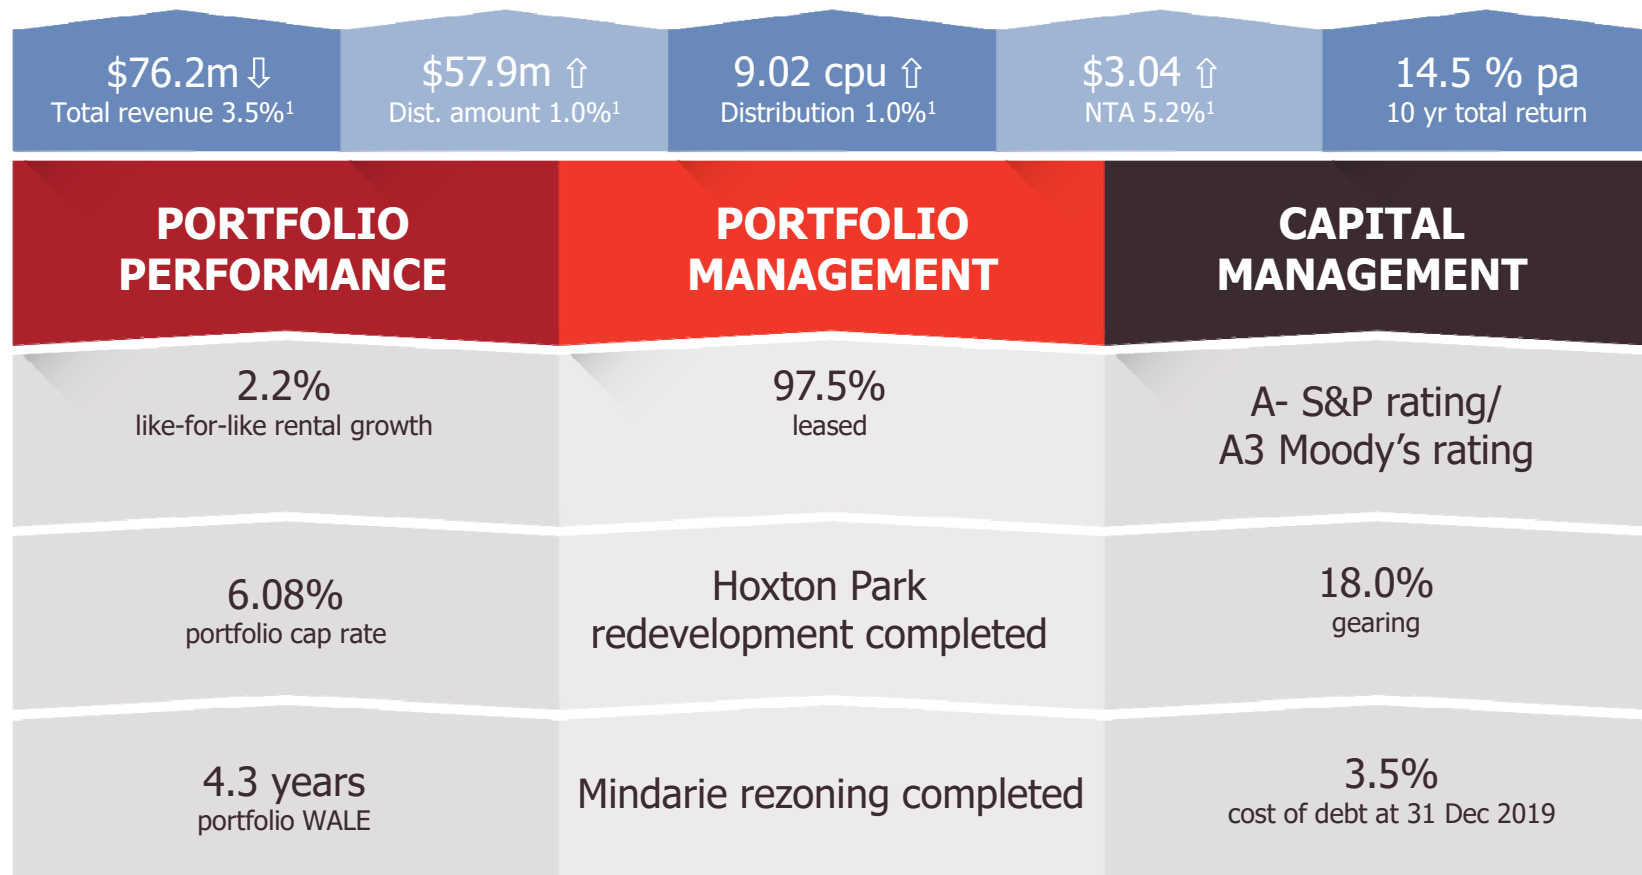 $76.2m ⇩
Total revenue 3.5%¹
$57.9m ⇧
Dist. amount 1.0%¹
9.02 cpu ⇧
Distribution 1.0%¹
$3.04 ⇧
NTA 5.2%¹
14.5 % pa
10 yr total return
PORTFOLIO
PERFORMANCE
2.2%
like-for-like rental growth
6.08%
portfolio cap rate
4.3 years
portfolio WALE
PORTFOLIO
MANAGEMENT
97.5%
leased
Hoxton Park
redevelopment completed
Mindarie rezoning completed
CAPITAL
MANAGEMENT
A- S&P rating/
A3 Moody’s rating
18.0%
gearing
3.5%
cost of debt at 31 Dec 2019